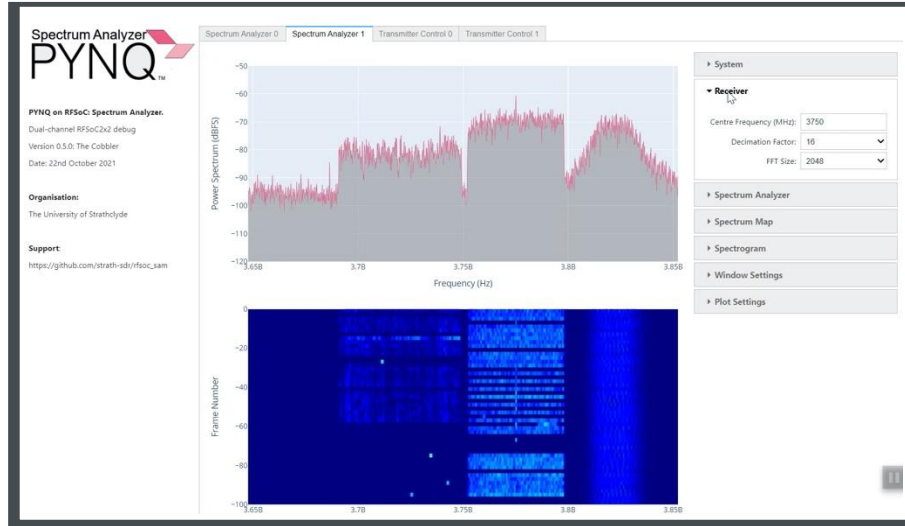 Spectrum Analyzer
PYNQ™
PYNQ on RFSoC: Spectrum Analyzer.
Dual-channel RFSoC2x2 debug
Version 0.5.0: The Cobbler
Date: 22nd October 2021
Organisation:
The University of Strathclyde
Support:
https://github.com/strath-sdr/rfsoc_sam
Spectrum Analyzer 0 Spectrum Analyzer 1 Transmitter Control 0 Transmitter Control 1
Power Spectrum (dBFS)
−50
−60
−70
−80
−90
−100
−110
−120
3.65B 3.7B 3.75B 3.8B 3.85B
Frequency (Hz)
Frame Number
0
−20
−40
−60
−80
−100
3.65B 3.7B 3.75B 3.8B 3.85B
System
Receiver
Centre Frequency (MHz): 3750
Decimation Factor: 16
FFT Size: 2048
Spectrum Analyzer
Spectrum Map
Spectrogram
Window Settings
Plot Settings